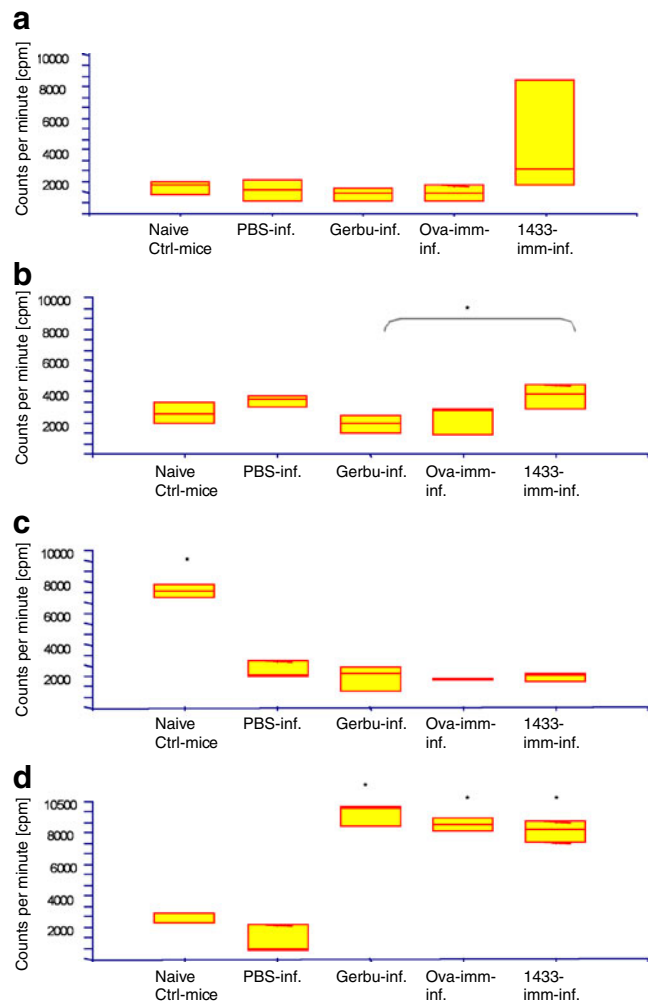 a
Counts per minute [cpm]
10000
8000
6000
4000
2000
Naive
Ctrl-mice
PBS-inf.
Gerbu-inf.
Ova-imm-
inf.
1433-
imm-inf.
b
Counts per minute [cpm]
10000
8000
6000
4000
2000
*
Naive
Ctrl-mice
PBS-inf.
Gerbu-inf.
Ova-imm-
inf.
1433-
imm-inf.
c
Counts per minute [cpm]
10000
8000
6000
4000
2000
*
Naive
Ctrl-mice
PBS-inf.
Gerbu-inf.
Ova-imm-
inf.
1433-
imm-inf.
d
Counts per minute [cpm]
10500
8000
4000
2000
*
*
*
Naive
Ctrl-mice
PBS-inf.
Gerbu-inf.
Ova-imm-
inf.
1433-
imm-inf.